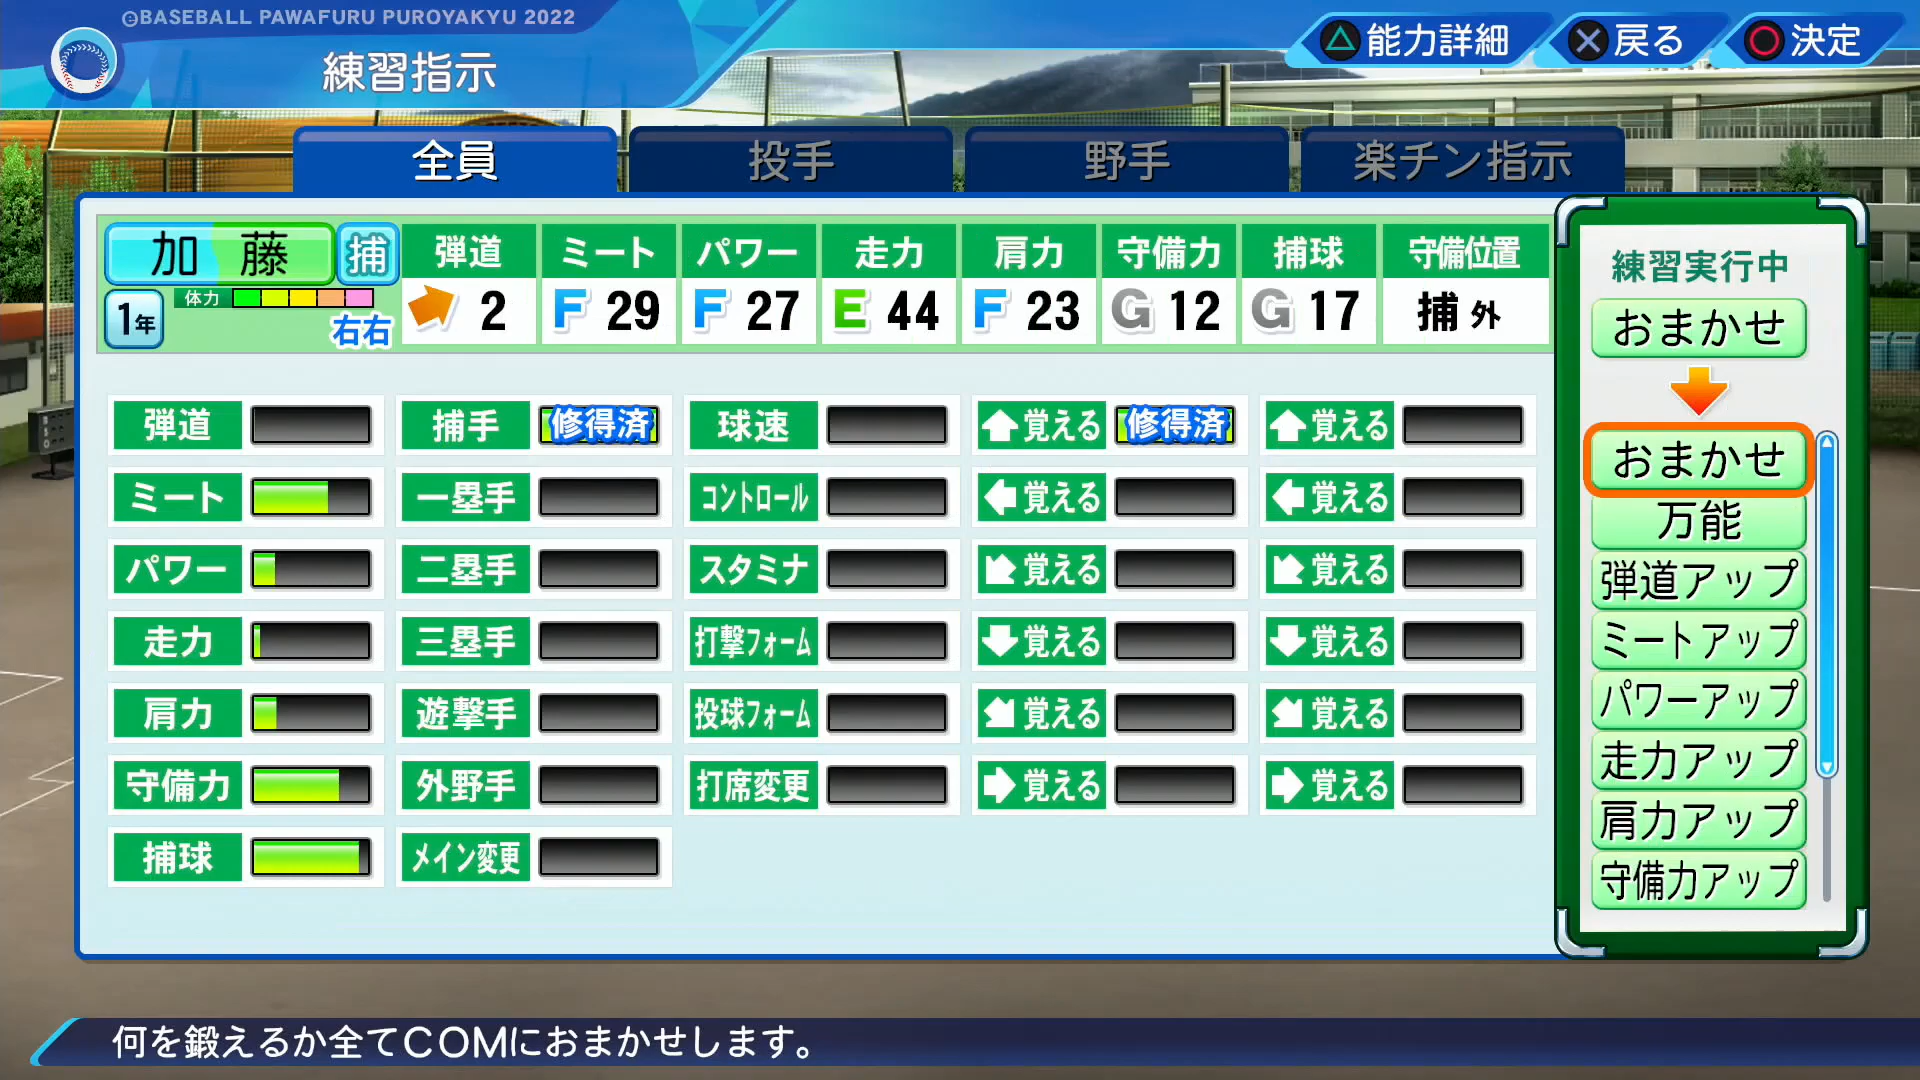 ©BASEBALL PAWAFURU PUROYAKYU 2022
練習指示
能力詳細 戻る 決定
全員 投手 野手 楽チン指示
加藤 捕 弾道 ミート パワー 走力 肩力 守備力 捕球 守備位置
1年 体力 右右 2 F 29 F 27 E 44 F 23 G 12 G 17 捕 外
弾道 捕手 修得済 球速 覚える 修得済 覚える
ミート 一塁手 コントロール 覚える 覚える
パワー 二塁手 スタミナ 覚える 覚える
走力 三塁手 打撃フォーム 覚える 覚える
肩力 遊撃手 投球フォーム 覚える 覚える
守備力 外野手 打席変更 覚える 覚える
捕球 メイン変更
練習実行中
おまかせ
おまかせ
万能
弾道アップ
ミートアップ
パワーアップ
走力アップ
肩力アップ
守備力アップ
何を鍛えるか全てCOMにおまかせします。